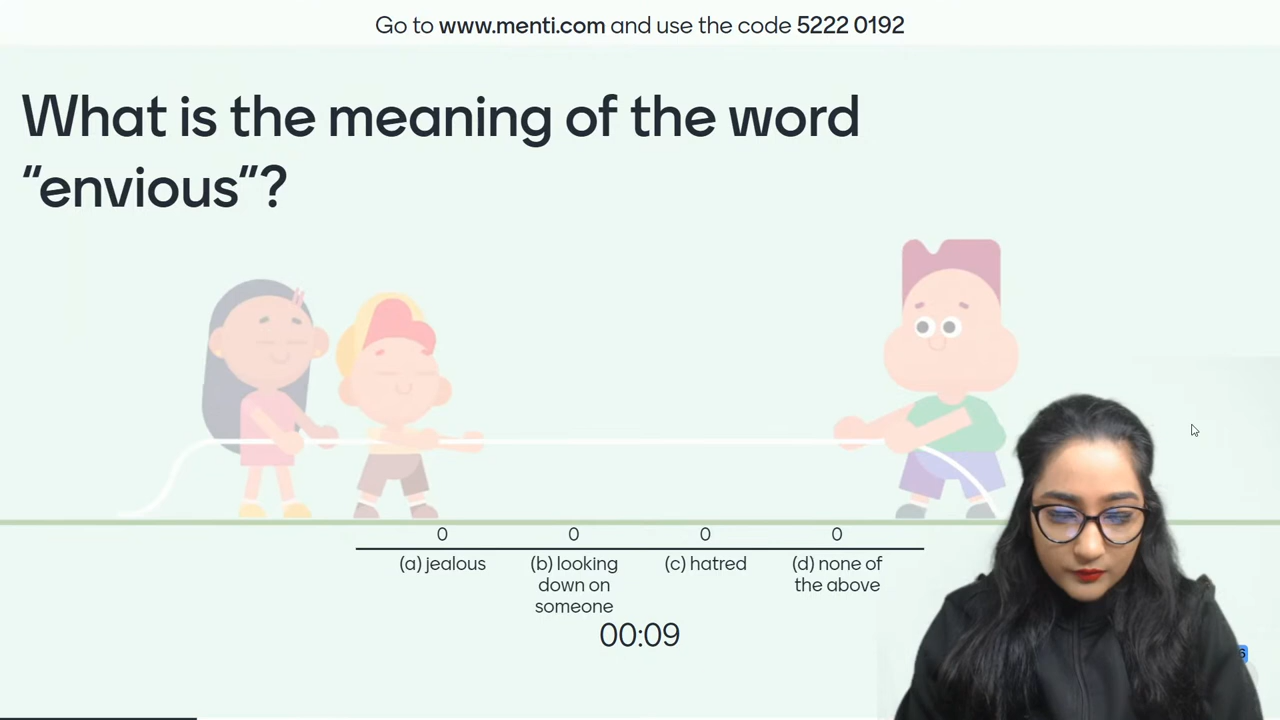 Go to www.menti.com and use the code 5222 0192
What is the meaning of the word
“envious”?
0
0
0
0
(a) jealous
(b) looking
down on
someone
(c) hatred
(d) none of
the above
00:09
6